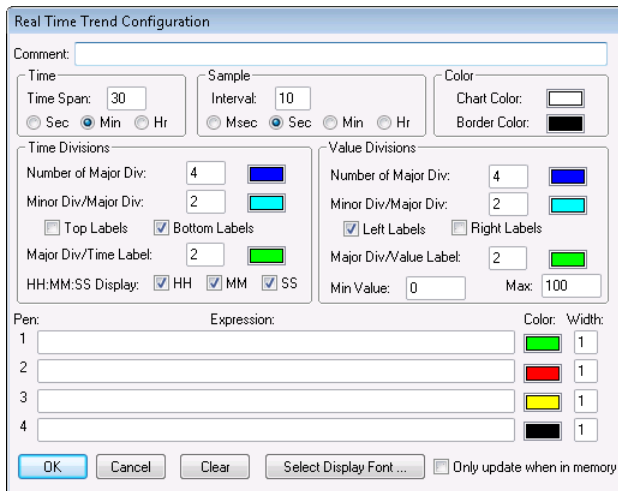 Real Time Trend Configuration
Comment:
Time
Sample
Color
Time Span: 30
Interval: 10
Chart Color:
Sec Min Hr
Msec Sec Min Hr
Border Color:
Time Divisions
Value Divisions
Number of Major Div: 4
Number of Major Div: 4
Minor Div/Major Div: 2
Minor Div/Major Div: 2
Top Labels Bottom Labels
Left Labels Right Labels
Major Div/Time Label: 2
Major Div/Value Label: 2
HH:MM:SS Display: HH MM SS
Min Value: 0 Max: 100
Pen: Expression: Color: Width:
1 1
2 1
3 1
4 1
OK Cancel Clear Select Display Font ... Only update when in memory